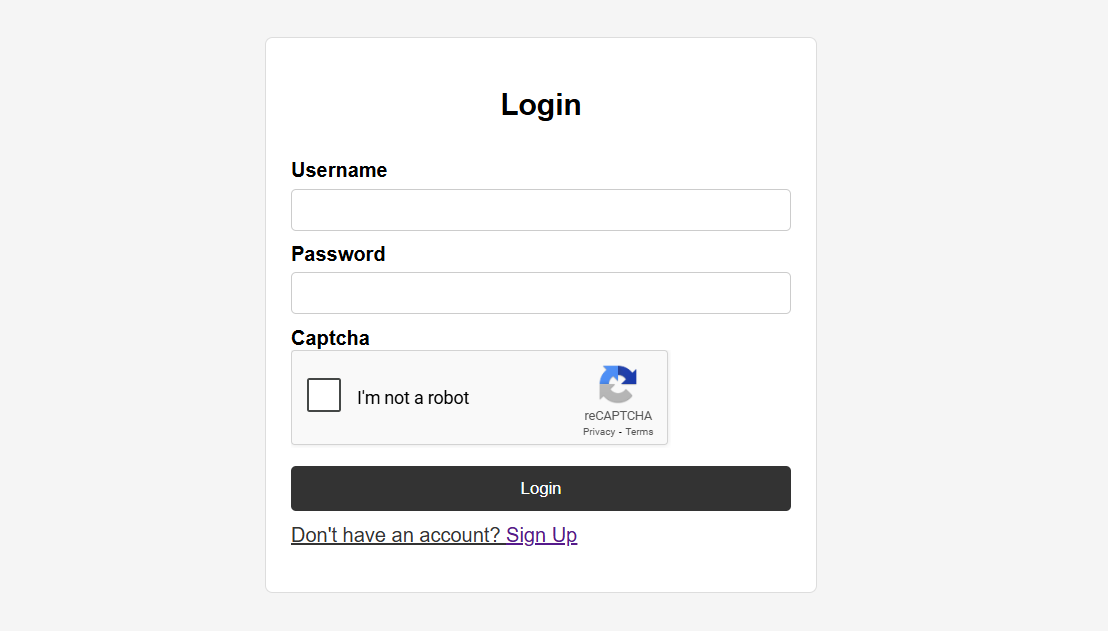 Login
Username
Password
Captcha
I'm not a robot
reCAPTCHA
Privacy - Terms
Login
Don't have an account? Sign Up